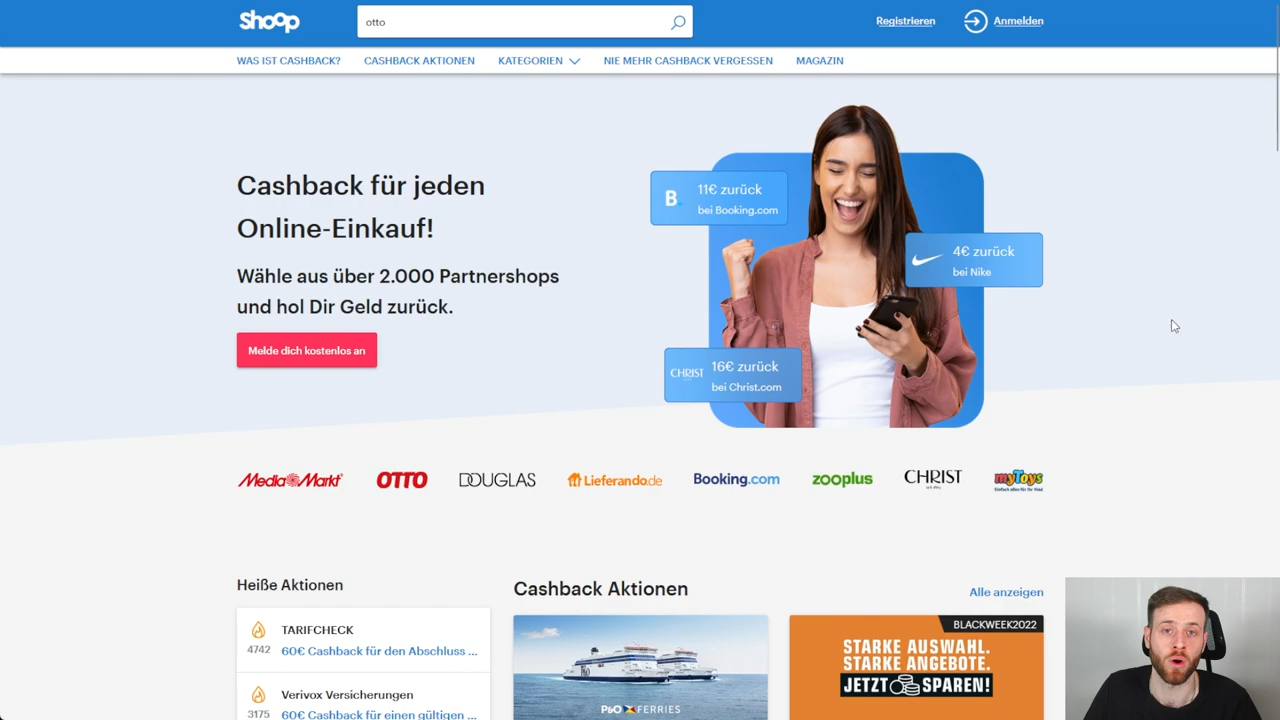 shoop
otto
Registrieren
Anmelden
WAS IST CASHBACK?
CASHBACK AKTIONEN
KATEGORIEN
NIE MEHR CASHBACK VERGESSEN
MAGAZIN
Cashback für jeden
Online-Einkauf!
Wähle aus über 2.000 Partnershops
und hol Dir Geld zurück.
Melde dich kostenlos an
B.
11€ zurück
bei Booking.com
4€ zurück
bei Nike
CHRIST
16€ zurück
bei Christ.com
MediaMarkt
OTTO
DOUGLAS
Lieferando.de
Booking.com
zooplus
CHRIST
myToys
Heiße Aktionen
TARIFCHECK
4742
60€ Cashback für den Abschluss ...
Verivox Versicherungen
3175
60€ Cashback für einen gültigen ...
Cashback Aktionen
Alle anzeigen
P&O FERRIES
BLACKWEEK2022
STARKE AUSWAHL.
STARKE ANGEBOTE.
JETZT SPAREN!